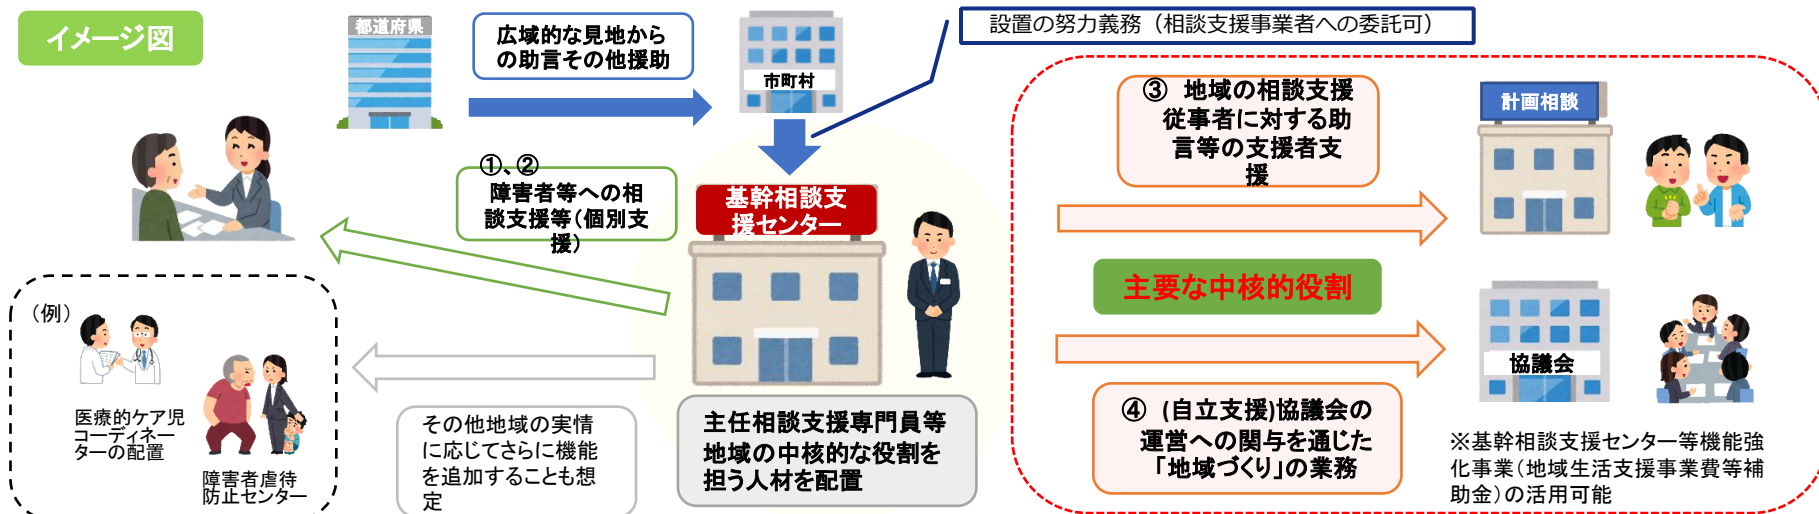 イメージ図
都道府県
広域的な見地から
の助言その他援助
市町村
設置の努力義務（相談支援事業者への委託可）
①、②
障害者等への相
談支援等（個別支
援）
基幹相談支
援センター
③　地域の相談支援
従事者に対する助
言等の支援者支
援
計画相談
主要な中核的役割
（例）
医療的ケア児
コーディネー
ターの配置
障害者虐待
防止センター
その他地域の実情
に応じてさらに機能
を追加することも想
定
主任相談支援専門員等
地域の中核的な役割を
担う人材を配置
④　(自立支援)協議会の
運営への関与を通じた
「地域づくり」の業務
協議会
※基幹相談支援センター等機能強
化事業（地域生活支援事業費等補
助金）の活用可能